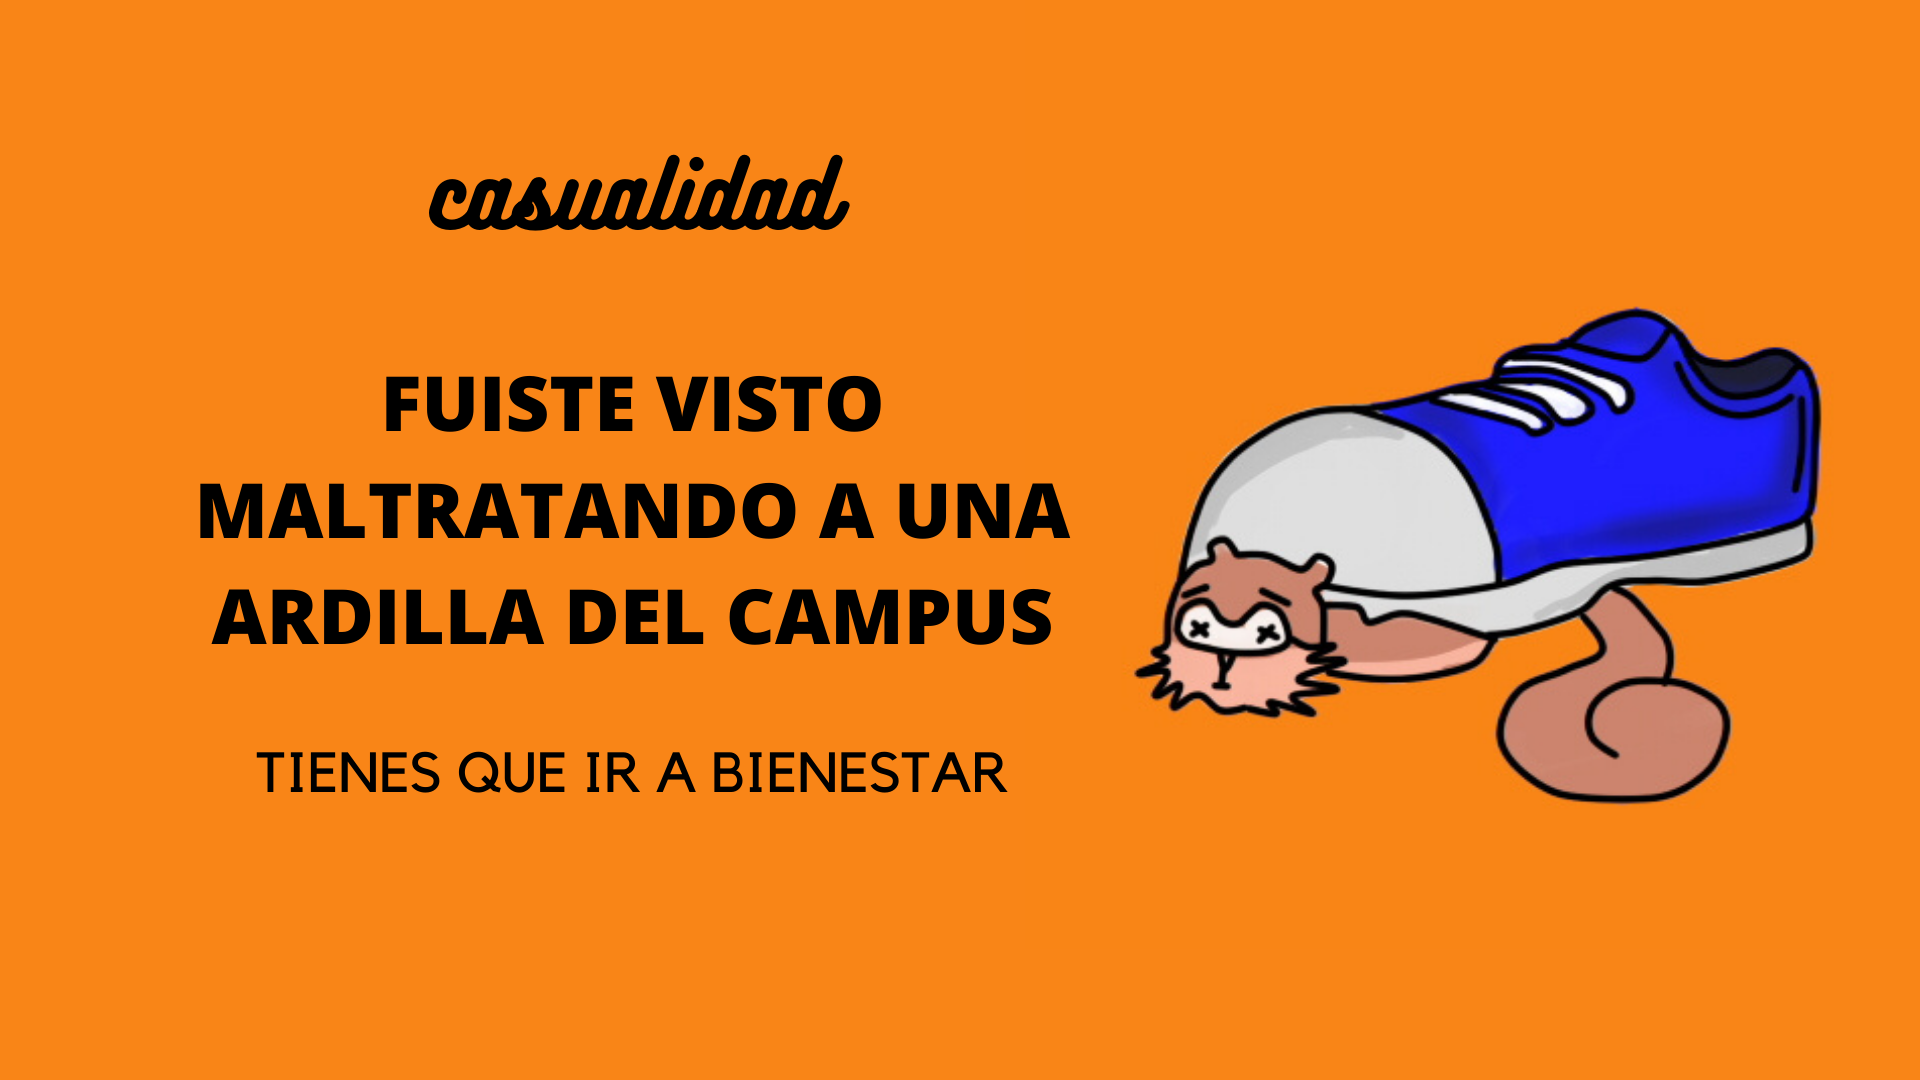 casualidad
FUISTE VISTO
MALTRATANDO A UNA
ARDILLA DEL CAMPUS
TIENES QUE IR A BIENESTAR